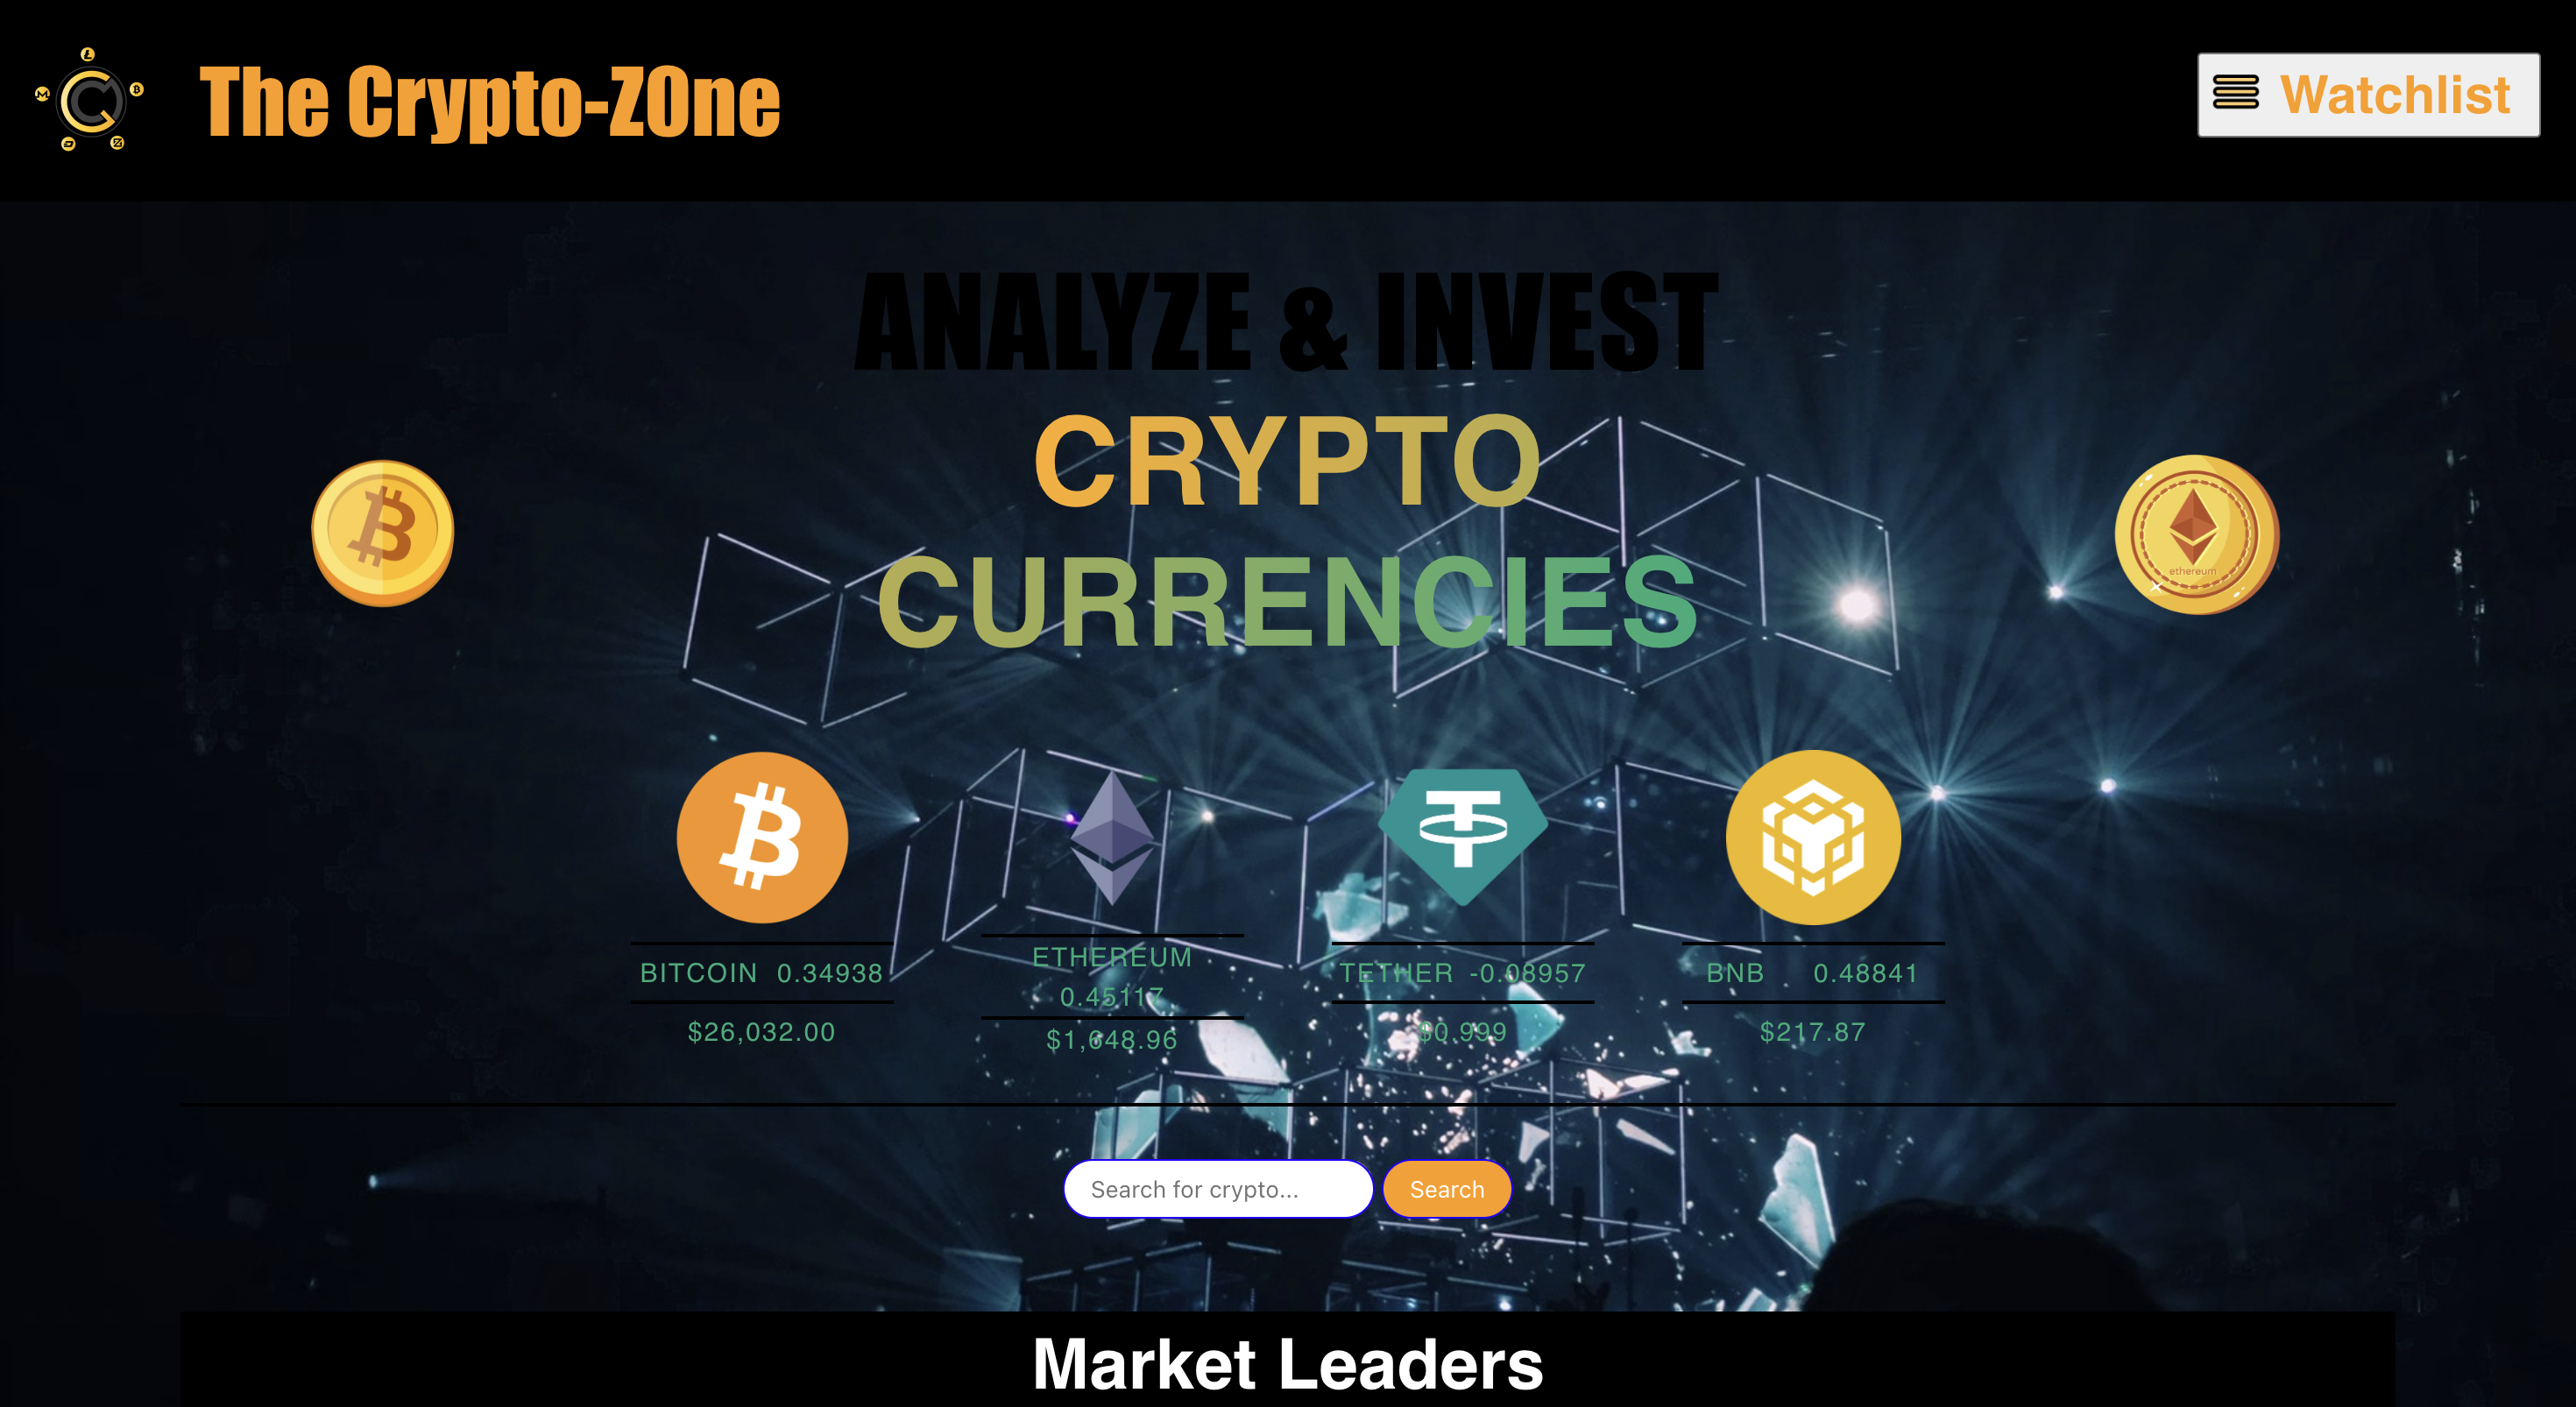 The Crypto-Z0ne
Watchlist
ANALYZE & INVEST
CRYPTO
CURRENCIES
ethereum
BITCOIN 0.34938
$26,032.00
ETHEREUM
0.45117
$1,648.96
TETHER -0.08957
$0.999
BNB 0.48841
$217.87
Search for crypto...
Search
Market Leaders